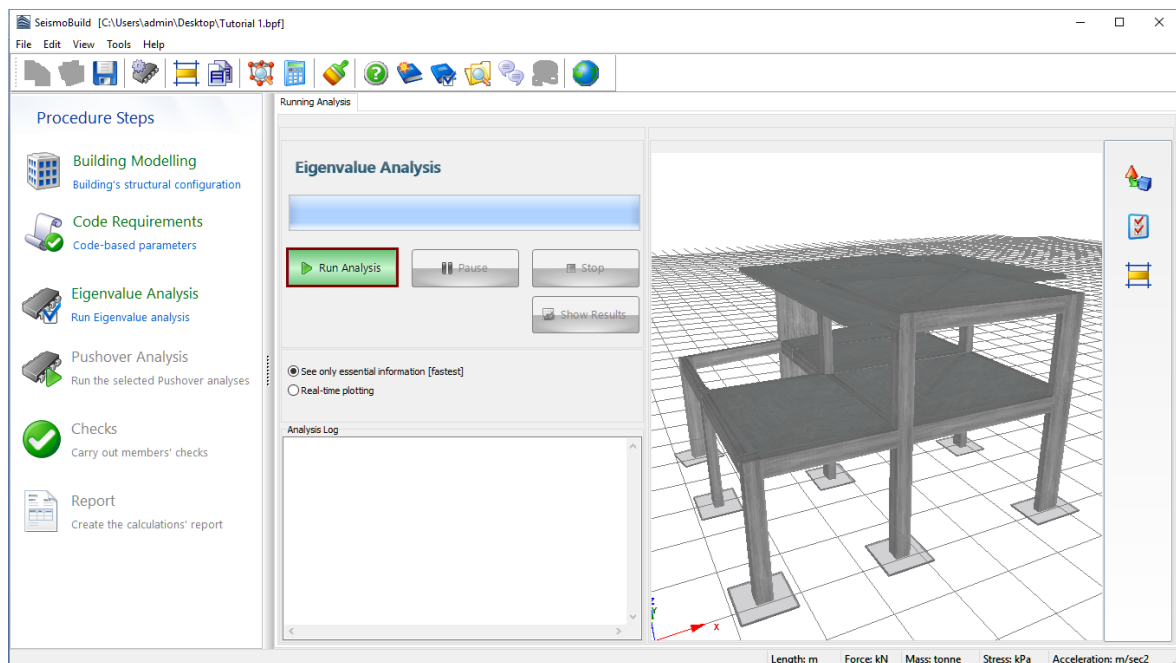 SeismoBuild [C:\Users\admin\Desktop\Tutorial 1.bpf]
File Edit View Tools Help
Procedure Steps
Building Modelling
Building's structural configuration
Code Requirements
Code-based parameters
Eigenvalue Analysis
Run Eigenvalue analysis
Pushover Analysis
Run the selected Pushover analyses
Checks
Carry out members' checks
Report
Create the calculations' report
Running Analysis
Eigenvalue Analysis
Run Analysis
Pause
Stop
Show Results
See only essential information [fastest]
Real-time plotting
Analysis Log
Z
Y
X
Length: m Force: kN Mass: tonne Stress: kPa Acceleration: m/sec2